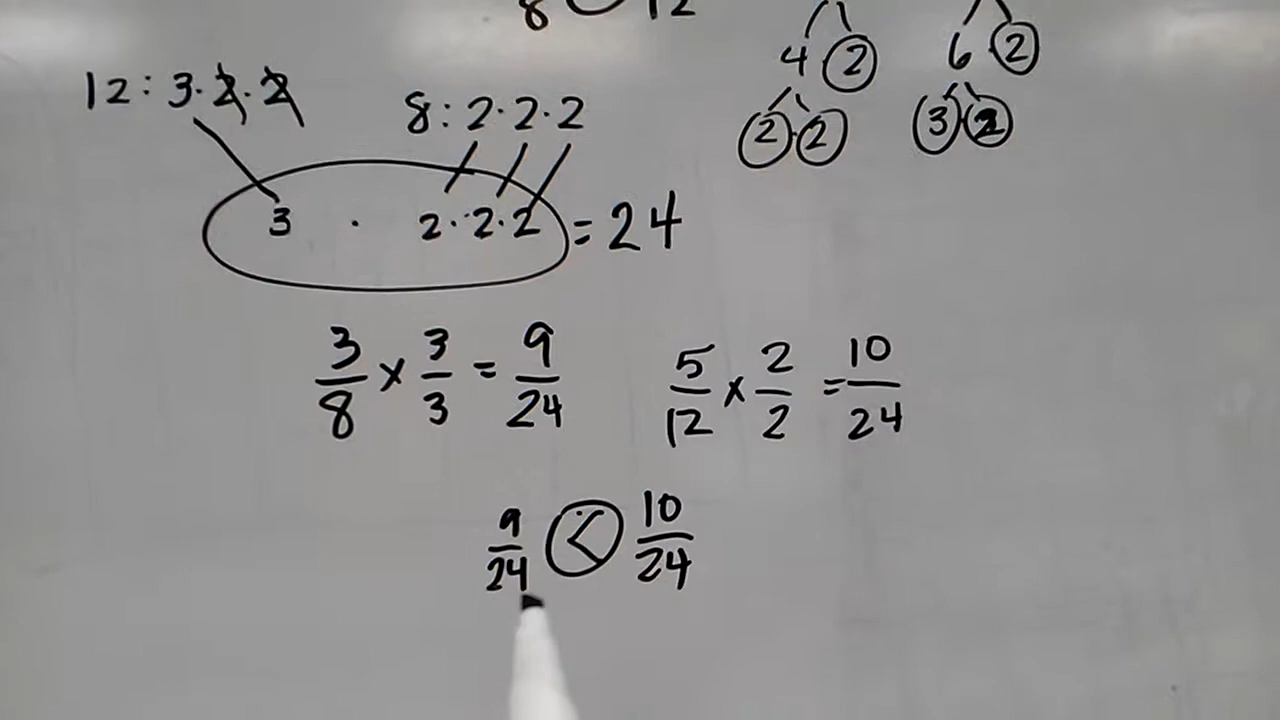 8 12
4 2 6 2
2 · 2 3 2
12 : 3 · 2 · 2
8 : 2 · 2 · 2
3 · 2 · 2 · 2 = 24
3/8 x 3/3 = 9/24 5/12 x 2/2 = 10/24
9/24 < 10/24